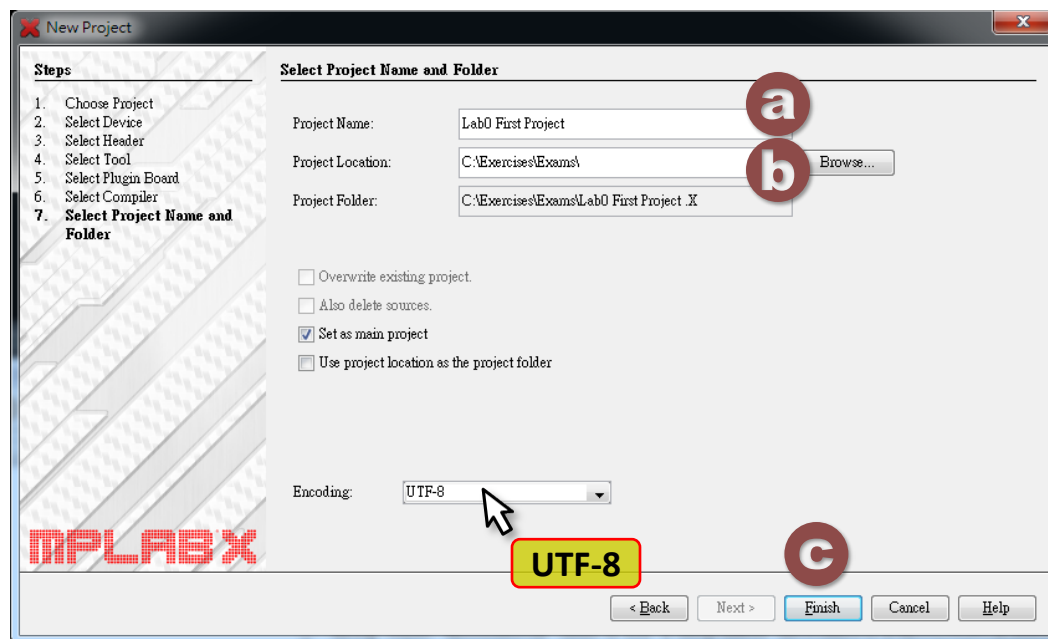 New Project
Steps
1. Choose Project
2. Select Device
3. Select Header
4. Select Tool
5. Select Plugin Board
6. Select Compiler
7. Select Project Name and
Folder
Select Project Name and Folder
Project Name: Lab0 First Project
a
Project Location: C:\Exercises\Exams\ Browse...
b
Project Folder: C:\Exercises\Exams\Lab0 First Project .X
Overwrite existing project.
Also delete sources.
Set as main project
Use project location as the project folder
Encoding: UTF-8
UTF-8
MPLAB X
c
< Back Next > Finish Cancel Help